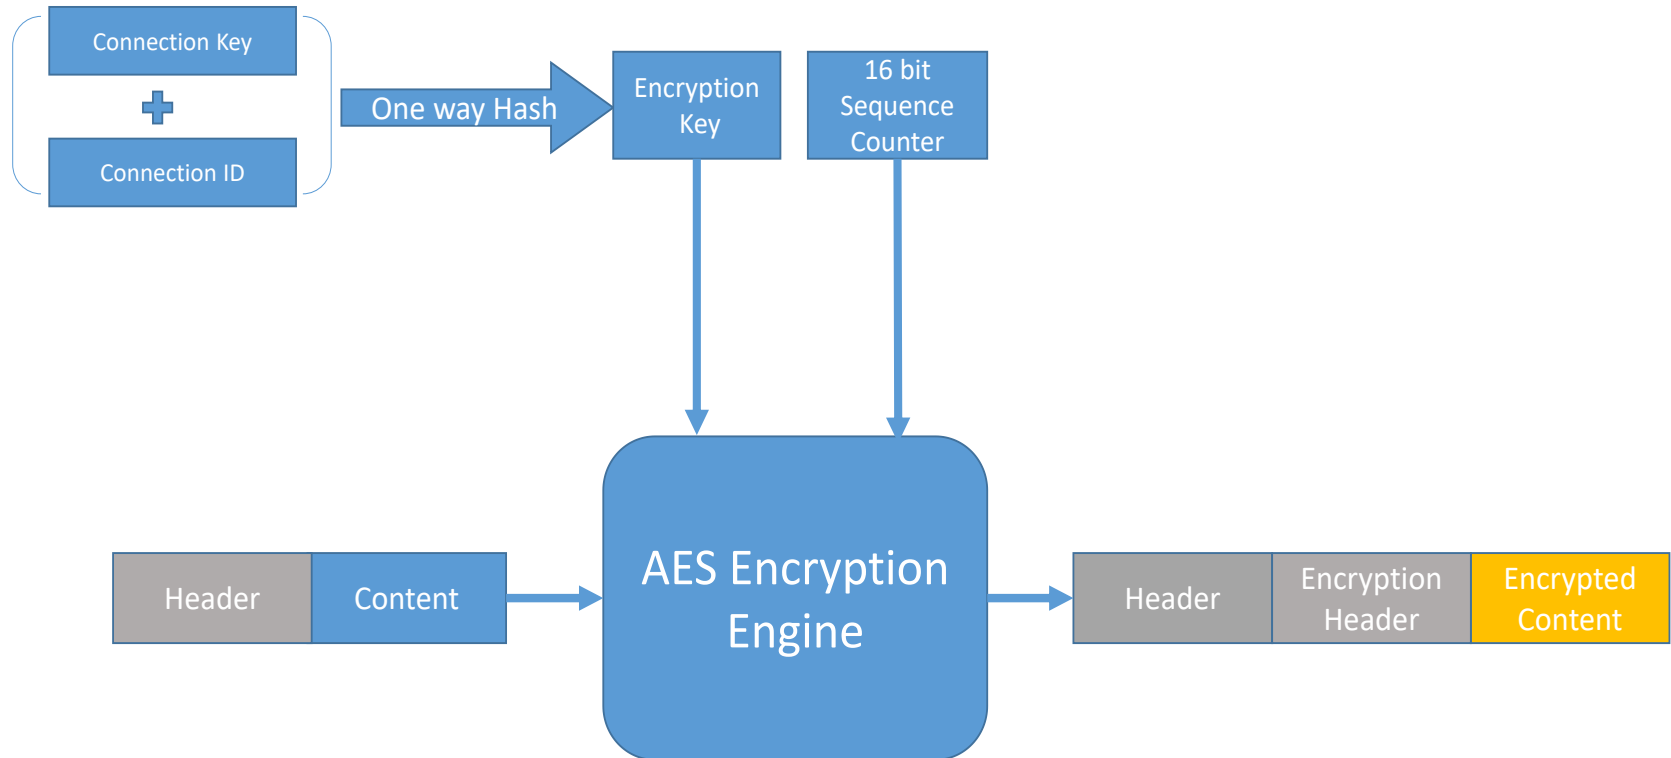 Connection Key
Connection ID
One way Hash
Encryption
Key
16 bit
Sequence
Counter
Header
Content
AES Encryption
Engine
Header
Encryption
Header
Encrypted
Content